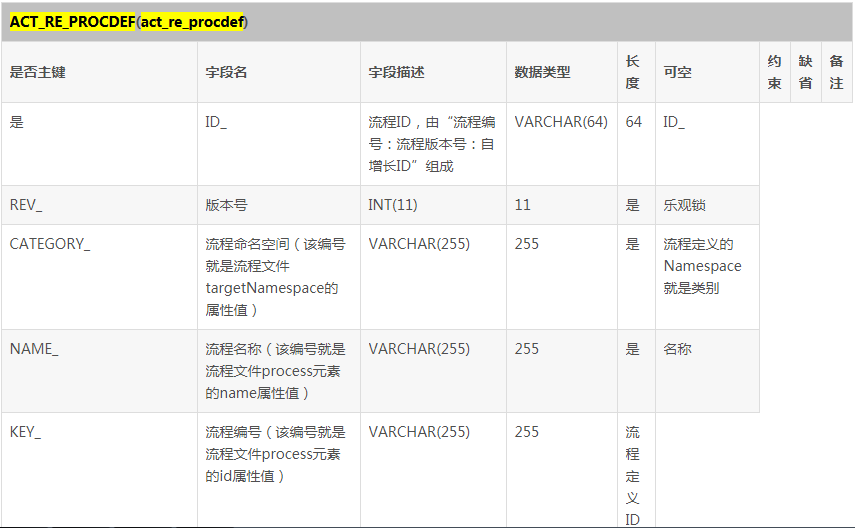 ACT_RE_PROCDEF(act_re_procdef)
是否主键 字段名 字段描述 数据类型 长度 可空 约束 缺省 备注
是 ID_ 流程ID，由“流程编号：流程版本号：自增长ID”组成 VARCHAR(64) 64 ID_
REV_ 版本号 INT(11) 11 是 乐观锁
CATEGORY_ 流程命名空间（该编号就是流程文件targetNamespace的属性值） VARCHAR(255) 255 是 流程定义的Namespace就是类别
NAME_ 流程名称（该编号就是流程文件process元素的name属性值） VARCHAR(255) 255 是 名称
KEY_ 流程编号（该编号就是流程文件process元素的id属性值） VARCHAR(255) 255 流程定义ID